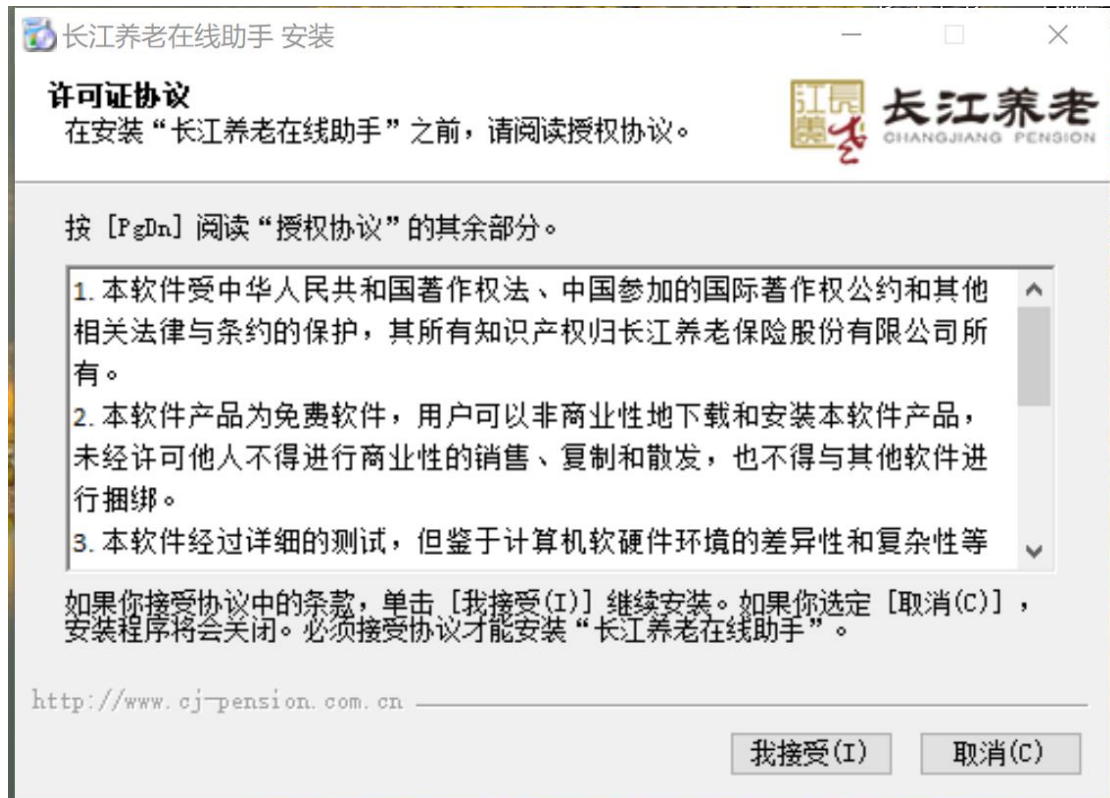 长江养老在线助手 安装
许可证协议
在安装“长江养老在线助手”之前，请阅读授权协议。
长江养老
CHANGJIANG PENSION
按 [PgDn] 阅读“授权协议”的其余部分。
1. 本软件受中华人民共和国著作权法、中国参加的国际著作权公约和其他
相关法律与条约的保护，其所有知识产权归长江养老保险股份有限公司所
有。
2. 本软件产品为免费软件，用户可以非商业性地下载和安装本软件产品，
未经许可他人不得进行商业性的销售、复制和散发，也不得与其他软件进
行捆绑。
3. 本软件经过详细的测试，但鉴于计算机软硬件环境的差异性和复杂性等
如果你接受协议中的条款，单击 [我接受(I)] 继续安装。如果你选定 [取消(C)] ，
安装程序将会关闭。必须接受协议才能安装“长江养老在线助手”。
http://www.cj-pension.com.cn
我接受(I)
取消(C)